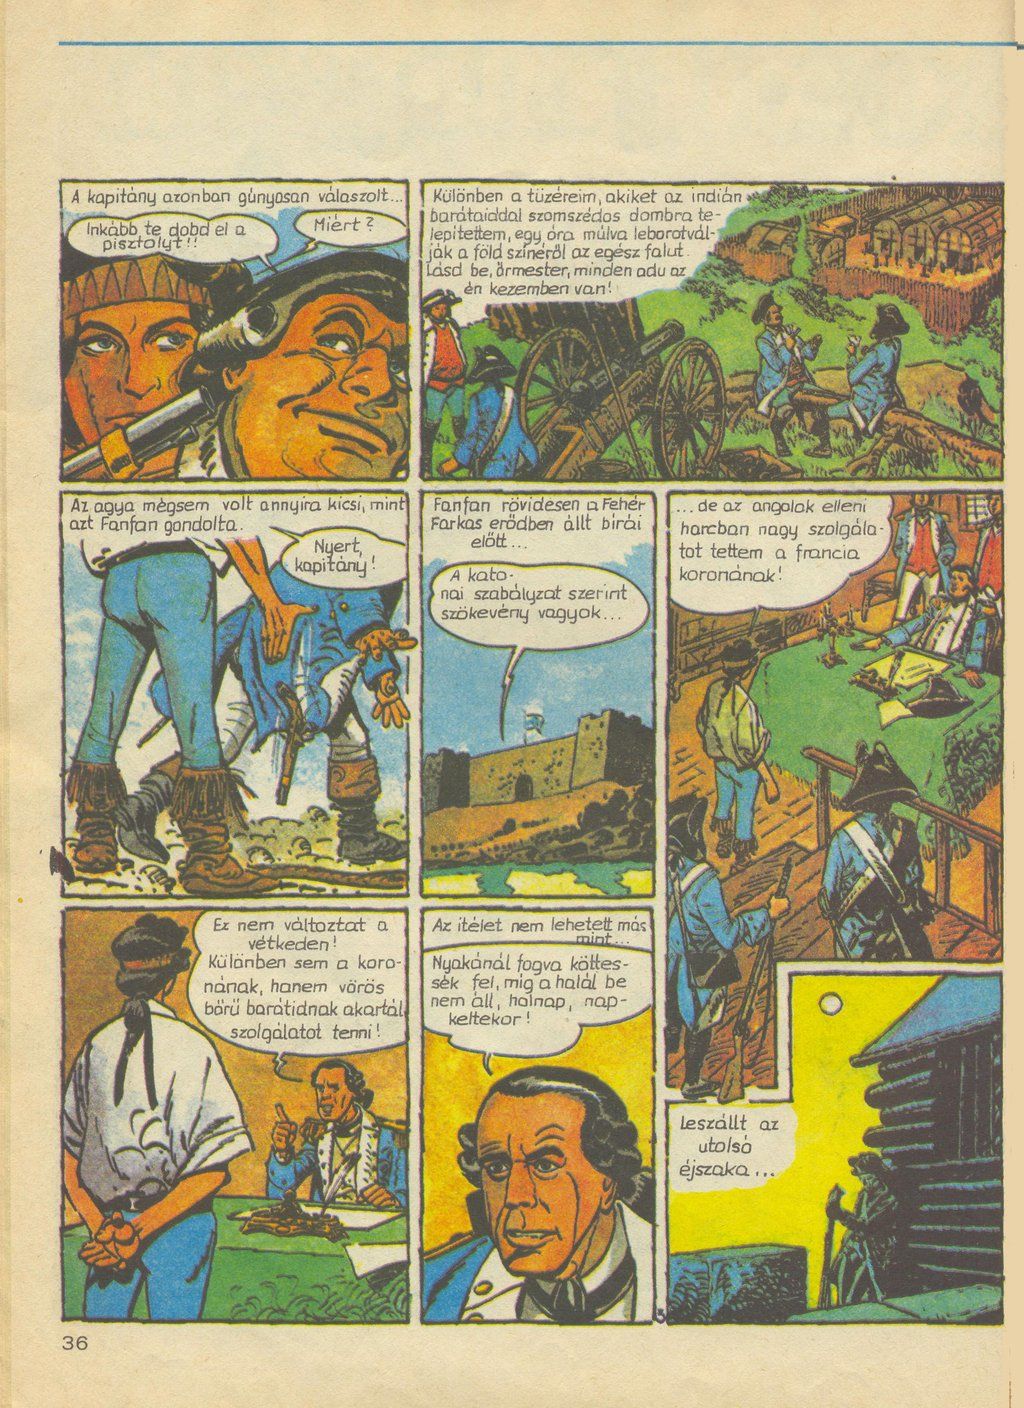 A kapitány azonban gúnyosan válaszolt...
Inkább te dobd el a
pisztolyt!!
Miért?
Különben a tüzéreim, akiket az indián
barátaiddal szomszédos dombra te-
lepítettem, egy óra múlva leborotvál-
ják a föld színéről az egész falut.
Lásd be, őrmester, minden adu az
én kezemben van!
Az agya mégsem volt annyira kicsi, mint
azt Fanfan gondolta.
Nyert,
kapitány!
Fanfan rövidesen a Fehér
Farkas erődben állt bírái
előtt...
A kato-
nai szabályzat szerint
szökevény vagyok...
...de az angolok elleni
harcban nagy szolgála-
tot tettem a francia
koronának!
Ez nem változtat a
vétkeden!
Különben sem a koro-
nának, hanem vörös
bőrű barátidnak akartál
szolgálatot tenni!
Az ítélet nem lehetett más
mint...
Nyakánál fogva köttes-
sék fel, míg a halál be
nem áll, holnap, nap-
keltekor!
Leszállt az
utolsó
éjszaka...
36